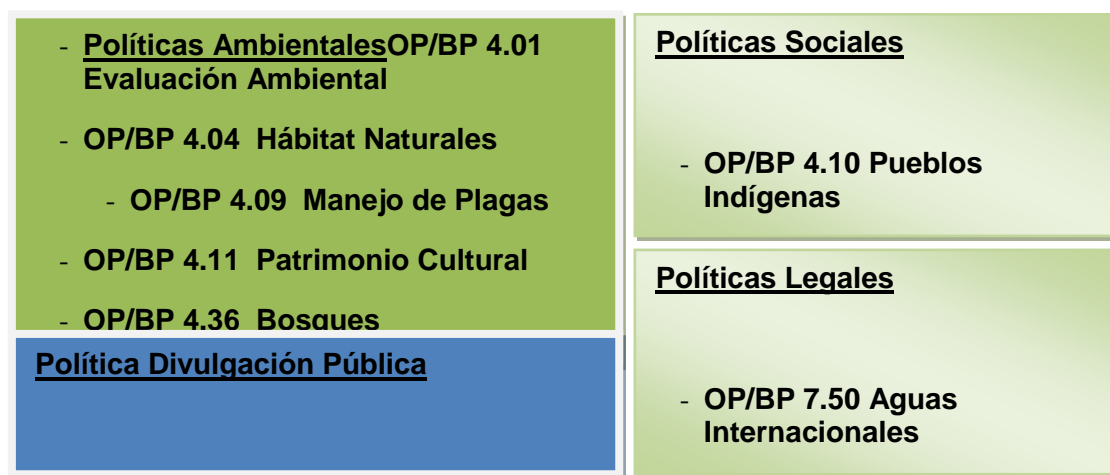 - Políticas AmbientalesOP/BP 4.01
Evaluación Ambiental
- OP/BP 4.04 Hábitat Naturales
- OP/BP 4.09 Manejo de Plagas
- OP/BP 4.11 Patrimonio Cultural
- OP/BP 4.36 Bosques
Política Divulgación Pública
Políticas Sociales
- OP/BP 4.10 Pueblos
Indígenas
Políticas Legales
- OP/BP 7.50 Aguas
Internacionales